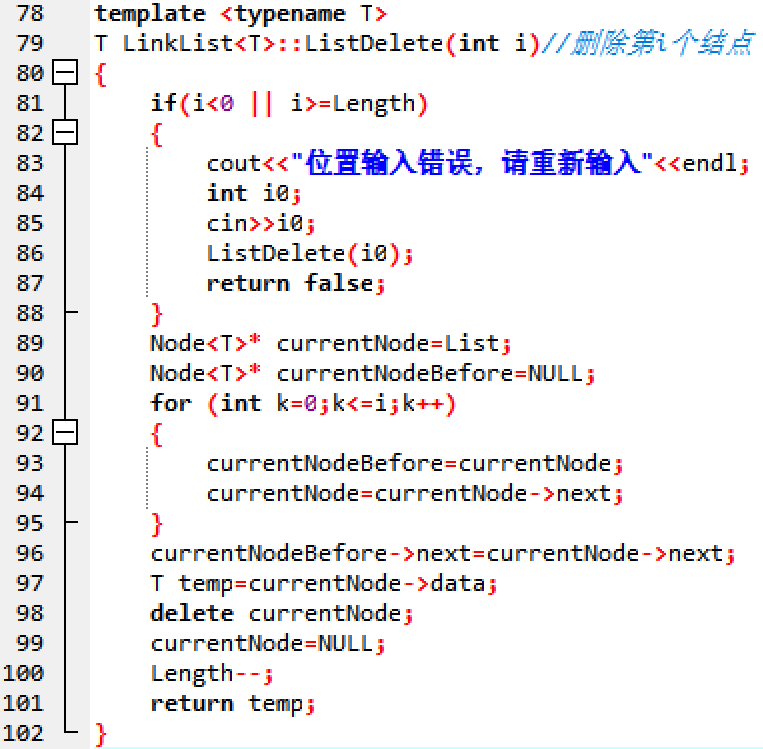 78 template <typename T>
79 T LinkList<T>::ListDelete(int i)//删除第i个结点
80 {
81     if(i<0 || i>=Length)
82     {
83         cout<<"位置输入错误，请重新输入"<<endl;
84         int i0;
85         cin>>i0;
86         ListDelete(i0);
87         return false;
88     }
89     Node<T>* currentNode=List;
90     Node<T>* currentNodeBefore=NULL;
91     for (int k=0;k<=i;k++)
92     {
93         currentNodeBefore=currentNode;
94         currentNode=currentNode->next;
95     }
96     currentNodeBefore->next=currentNode->next;
97     T temp=currentNode->data;
98     delete currentNode;
99     currentNode=NULL;
100     Length--;
101     return temp;
102 }